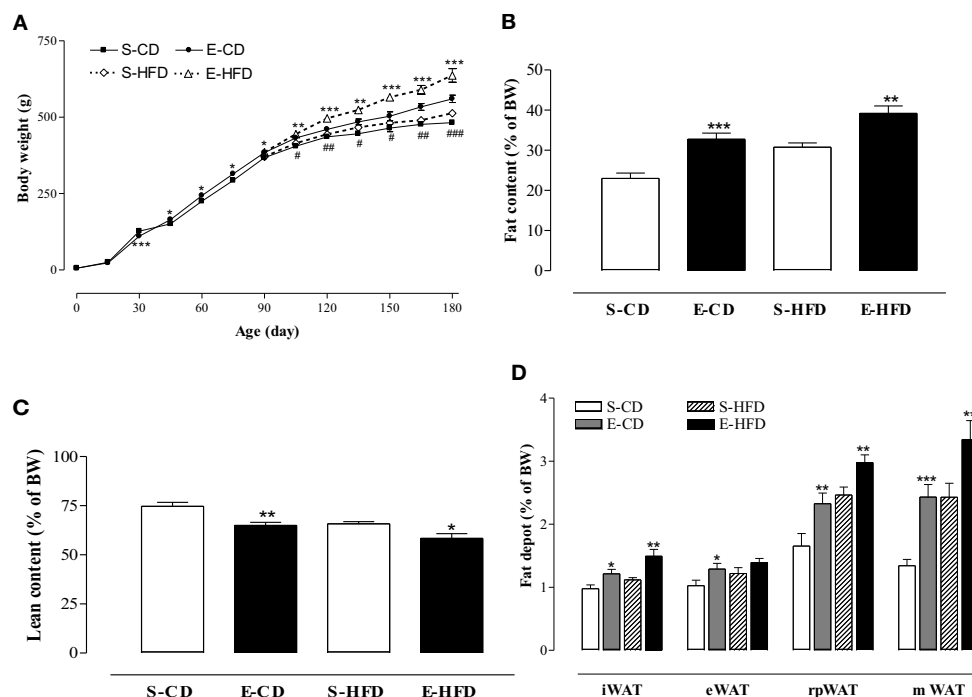 A
Body weight (g)
750
500
250
0
S-CD
E-CD
S-HFD
E-HFD
***
*
*
*
*
**
***
**
***
***
***
#
##
#
#
##
###
0
30
60
90
120
150
180
Age (day)
B
Fat content (% of BW)
50
40
30
20
10
0
***
**
S-CD
E-CD
S-HFD
E-HFD
C
Lean content (% of BW)
100
75
50
25
0
**
*
S-CD
E-CD
S-HFD
E-HFD
D
Fat depot (% of BW)
4
3
2
1
0
S-CD
S-HFD
E-CD
E-HFD
*
**
*
**
**
***
**
iWAT
eWAT
rpWAT
m WAT